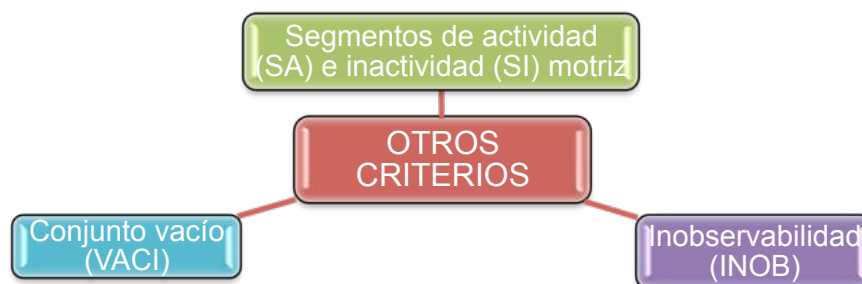 Segmentos de actividad
(SA) e inactividad (SI) motriz
OTROS
CRITERIOS
Conjunto vacío
(VACI)
Inobservabilidad
(INOB)